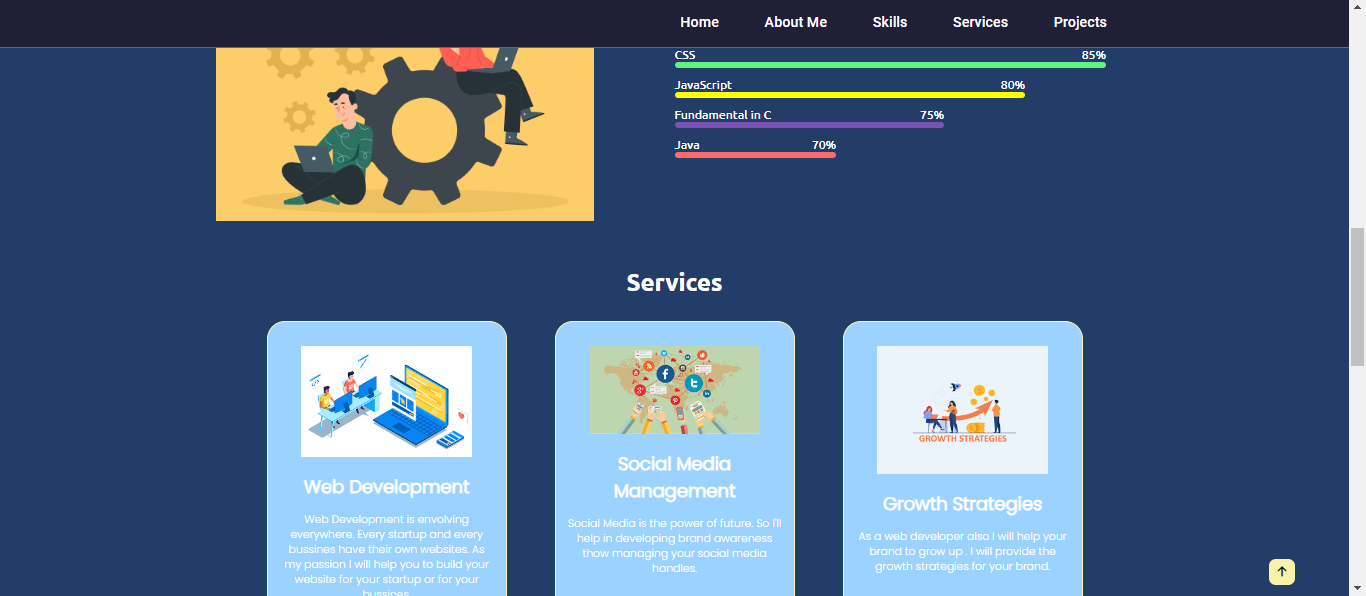 Home About Me Skills Services Projects
CSS 85%
JavaScript 80%
Fundamental in C 75%
Java 70%
Services
Web Development
Web Development is envolving
everywhere. Every startup and every
bussines have their own websites. As
my passion I will help you to build your
website for your startup or for your
bussines.
Social Media
Management
Social Media is the power of future. So I'll
help in developing brand awareness
thow managing your social media
handles.
GROWTH STRATEGIES
Growth Strategies
As a web developer also I will help your
brand to grow up . I will provide the
growth strategies for your brand.